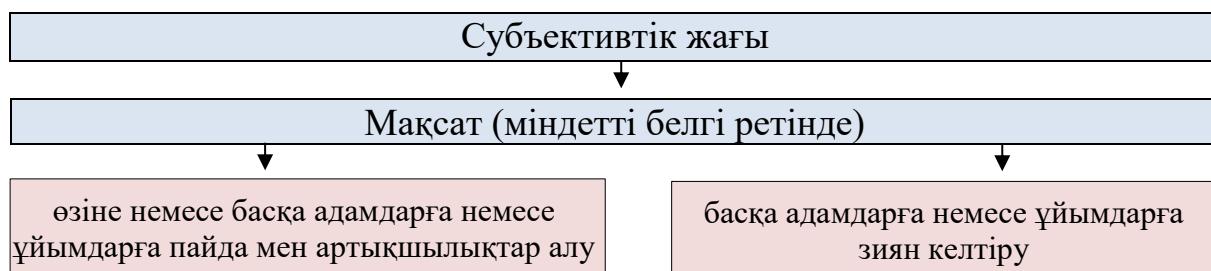 Субъективтік жағы
Мақсат (міндетті белгі ретінде)
өзіне немесе басқа адамдарға немесе
ұйымдарға пайда мен артықшылықтар алу
басқа адамдарға немесе ұйымдарға
зиян келтіру